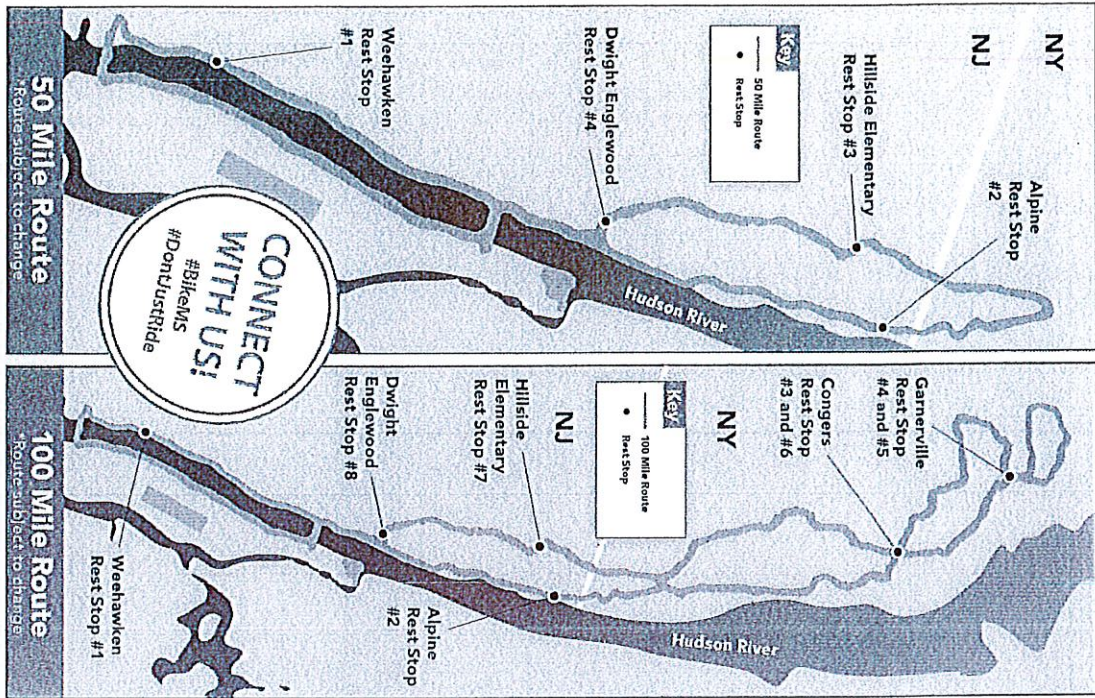 NY
NJ
Key
50 Mile Route
Rest Stop
Hillside Elementary
Rest Stop #3
Alpine
Rest Stop
#2
Dwight Englewood
Rest Stop #4
Weehawken
Rest Stop
#1
Hudson River
50 Mile Route
*Route subject to change
CONNECT
WITH US!
#BikeMS
#DontJustRide
Garnerville
Rest Stop
#4 and #5
Congers
Rest Stop
#3 and #6
NY
NJ
Key
100 Mile Route
Rest Stop
Hillside
Elementary
Rest Stop #7
Dwight
Englewood
Rest Stop #8
Alpine
Rest Stop
#2
Weehawken
Rest Stop #1
Hudson River
100 Mile Route
*Route subject to change